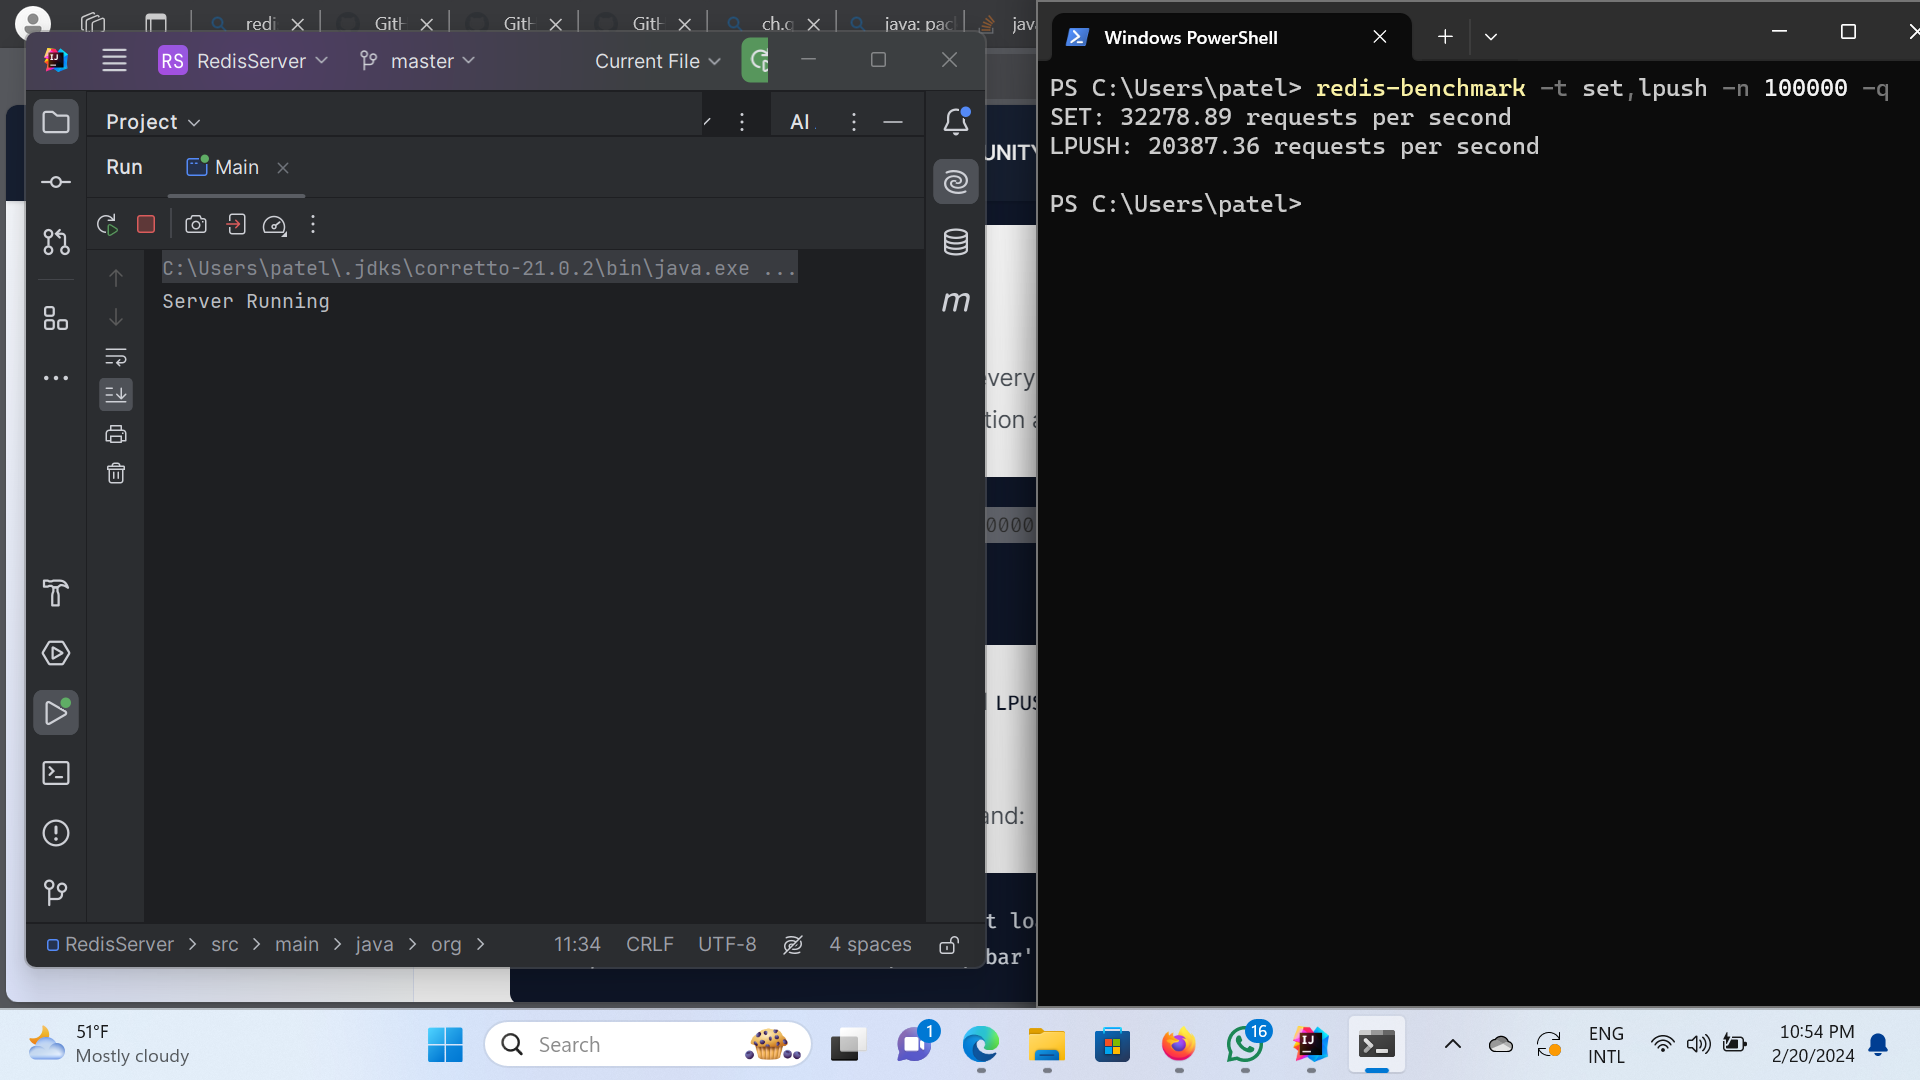 redi
GitH
GitH
GitH
ch.q
java: pac
java
RS RedisServer
master
Current File
Project
AI
Run
Main
C:\Users\patel\.jdks\corretto-21.0.2\bin\java.exe ...
Server Running
m
UNITY
every
tion a
0000
LPUS
and:
t loa
bar'
RedisServer > src > main > java > org >
11:34 CRLF UTF-8 4 spaces
Windows PowerShell
PS C:\Users\patel> redis-benchmark -t set,lpush -n 100000 -q
SET: 32278.89 requests per second
LPUSH: 20387.36 requests per second
PS C:\Users\patel>
51°F
Mostly cloudy
Search
1
16
ENG
INTL
10:54 PM
2/20/2024